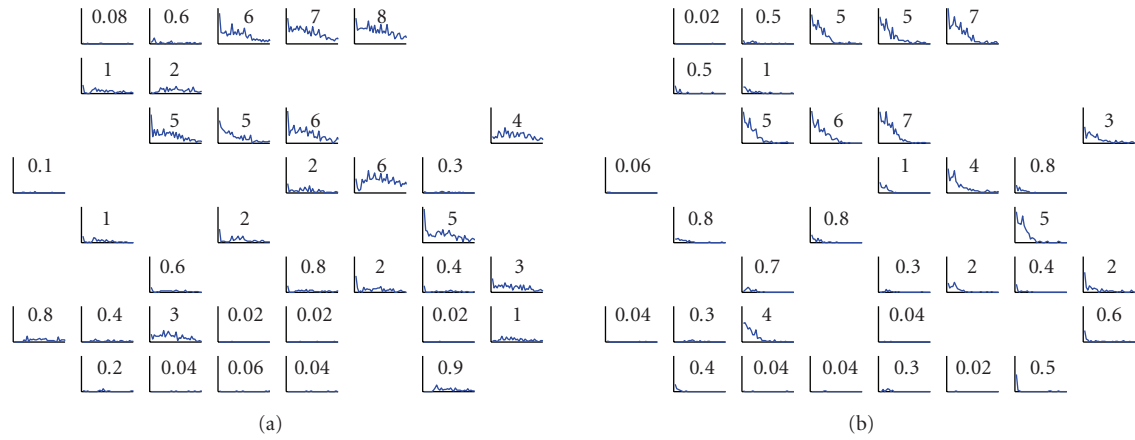 0.08 0.6 6 7 8
1 2
5 5 6 4
0.1 2 6 0.3
1 2 5
0.6 0.8 2 0.4 3
0.8 0.4 3 0.02 0.02 0.02 1
0.2 0.04 0.06 0.04 0.9
(a)
0.02 0.5 5 5 7
0.5 1
5 6 7 3
0.06 1 4 0.8
0.8 0.8 5
0.7 0.3 2 0.4 2
0.04 0.3 4 0.04 0.6
0.4 0.04 0.04 0.3 0.02 0.5
(b)